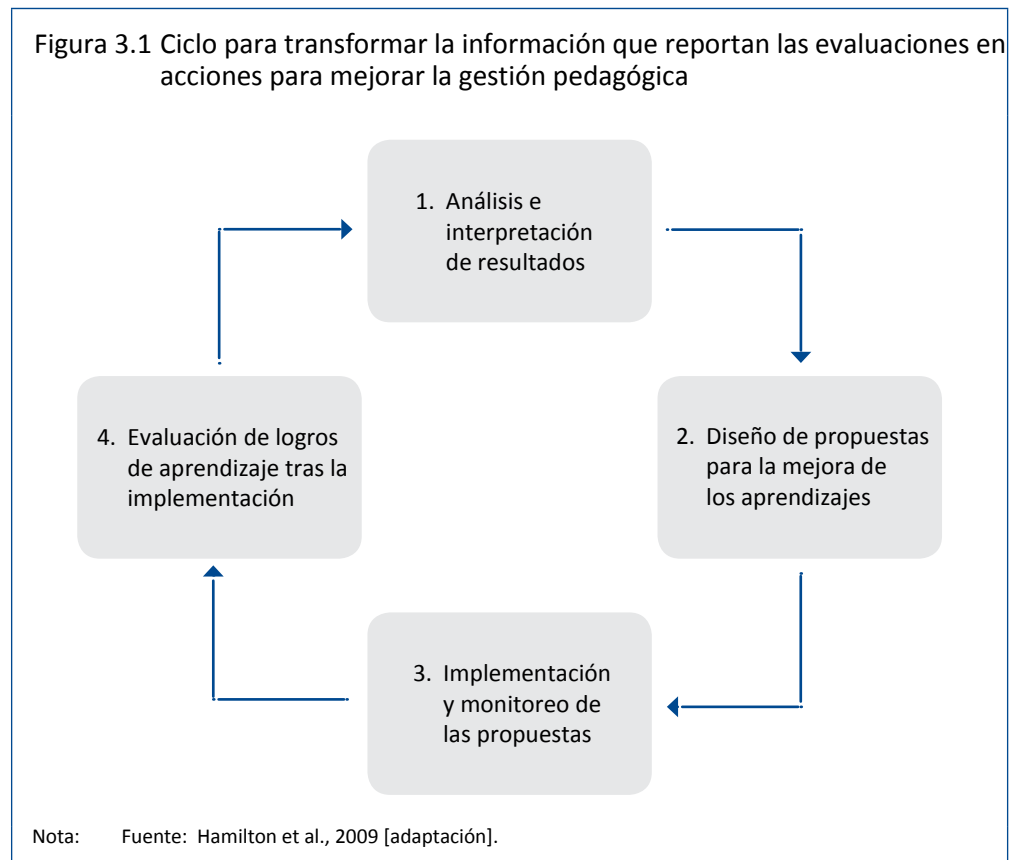 Figura 3.1 Ciclo para transformar la información que reportan las evaluaciones en
acciones para mejorar la gestión pedagógica
1. Análisis e
interpretación
de resultados
2. Diseño de propuestas
para la mejora de
los aprendizajes
3. Implementación
y monitoreo de
las propuestas
4. Evaluación de logros
de aprendizaje tras la
implementación
Nota: Fuente: Hamilton et al., 2009 [adaptación].